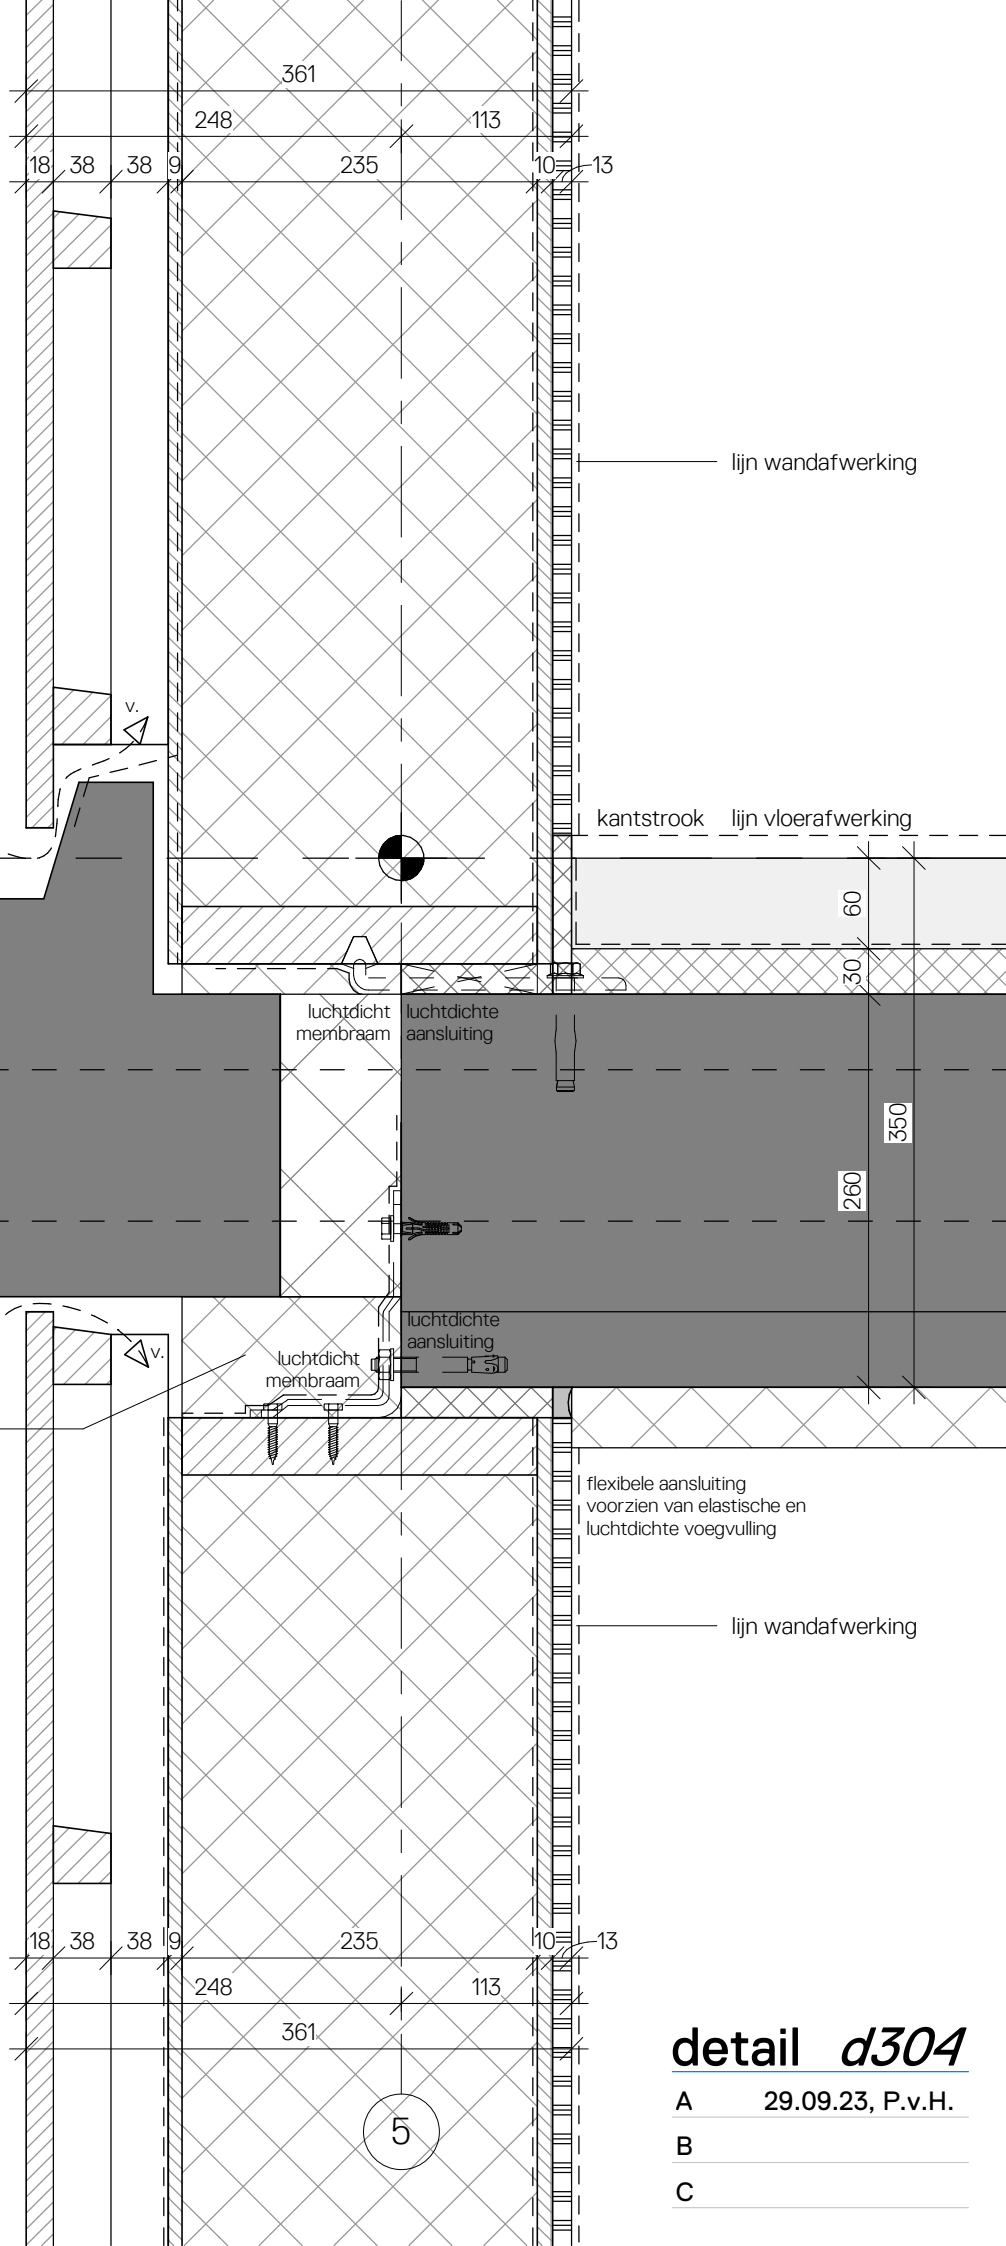 361
248 113
18 38 38 9 235 10 13
lijn wandafwerking
v.
kantstrook lijn vloerafwerking
60
30
luchtdicht
membraam
luchtdichte
aansluiting
350
260
luchtdichte
aansluiting
v.
luchtdicht
membraam
flexibele aansluiting
voorzien van elastische en
luchtdichte voegvulling
lijn wandafwerking
18 38 38 9 235 10 13
248 113
361
5
detail d304
A 29.09.23, P.v.H.
B
C